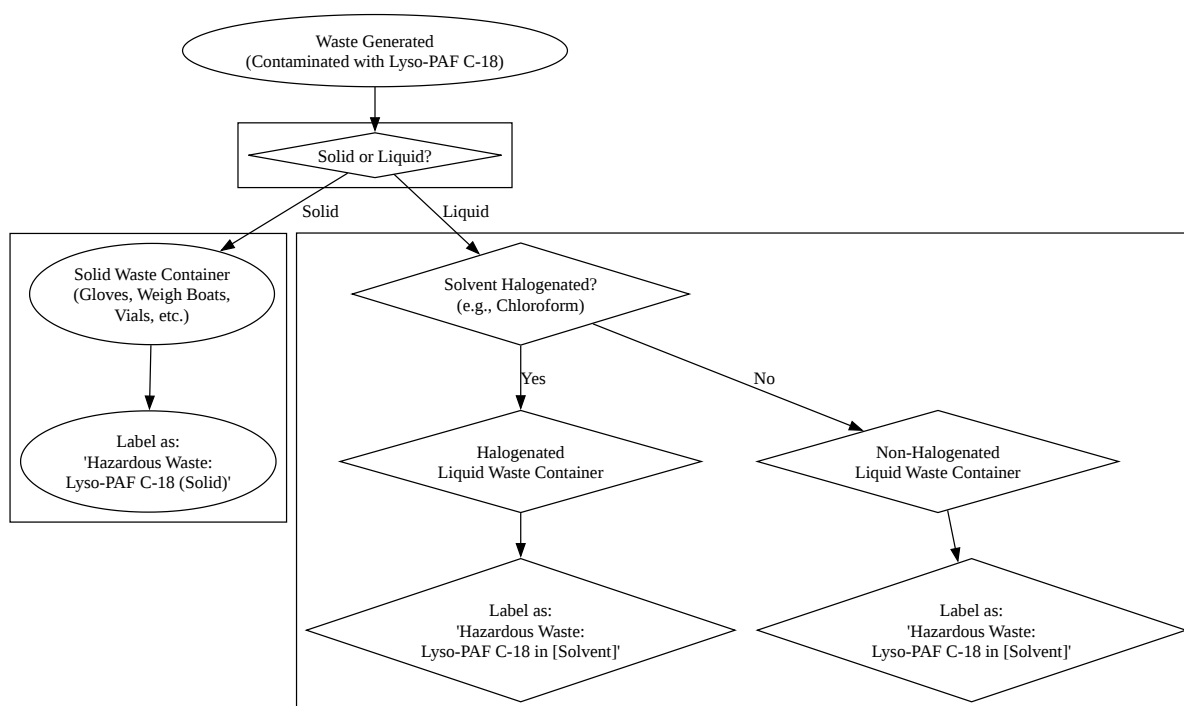 Waste Generated
(Contaminated with Lyso-PAF C-18)
Solid or Liquid?
Solid
Liquid
Solid Waste Container
(Gloves, Weigh Boats,
Vials, etc.)
Solvent Halogenated?
(e.g., Chloroform)
Yes
No
Label as:
'Hazardous Waste:
Lyso-PAF C-18 (Solid)'
Halogenated
Liquid Waste Container
Non-Halogenated
Liquid Waste Container
Label as:
'Hazardous Waste:
Lyso-PAF C-18 in [Solvent]'
Label as:
'Hazardous Waste:
Lyso-PAF C-18 in [Solvent]'